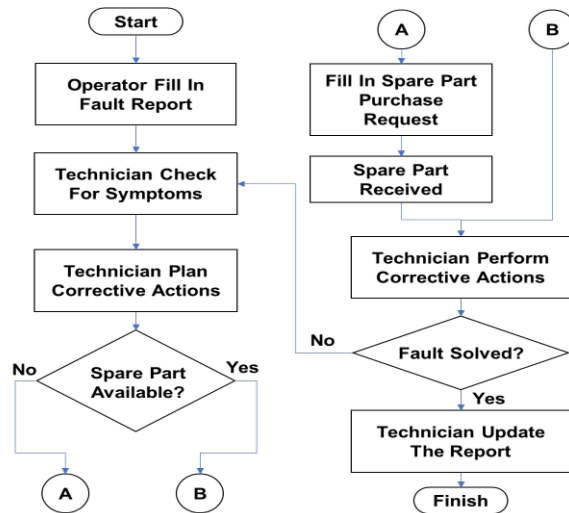 Start
Operator Fill In
Fault Report
Technician Check
For Symptoms
Technician Plan
Corrective Actions
No
Yes
Spare Part
Available?
A
B
A
B
Fill In Spare Part
Purchase
Request
Spare Part
Received
Technician Perform
Corrective Actions
No
Fault Solved?
Yes
Technician Update
The Report
Finish